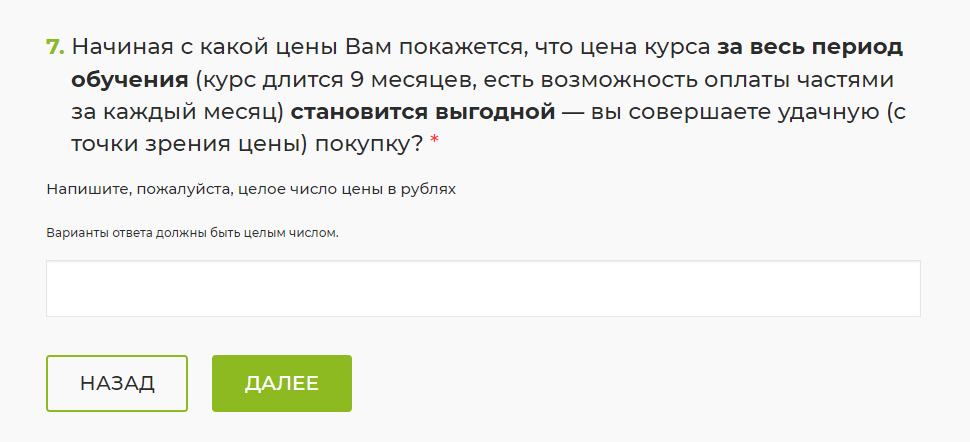 7. Начиная с какой цены Вам покажется, что цена курса за весь период
обучения (курс длится 9 месяцев, есть возможность оплаты частями
за каждый месяц) становится выгодной — вы совершаете удачную (с
точки зрения цены) покупку? *
Напишите, пожалуйста, целое число цены в рублях
Варианты ответа должны быть целым числом.
НАЗАД
ДАЛЕЕ